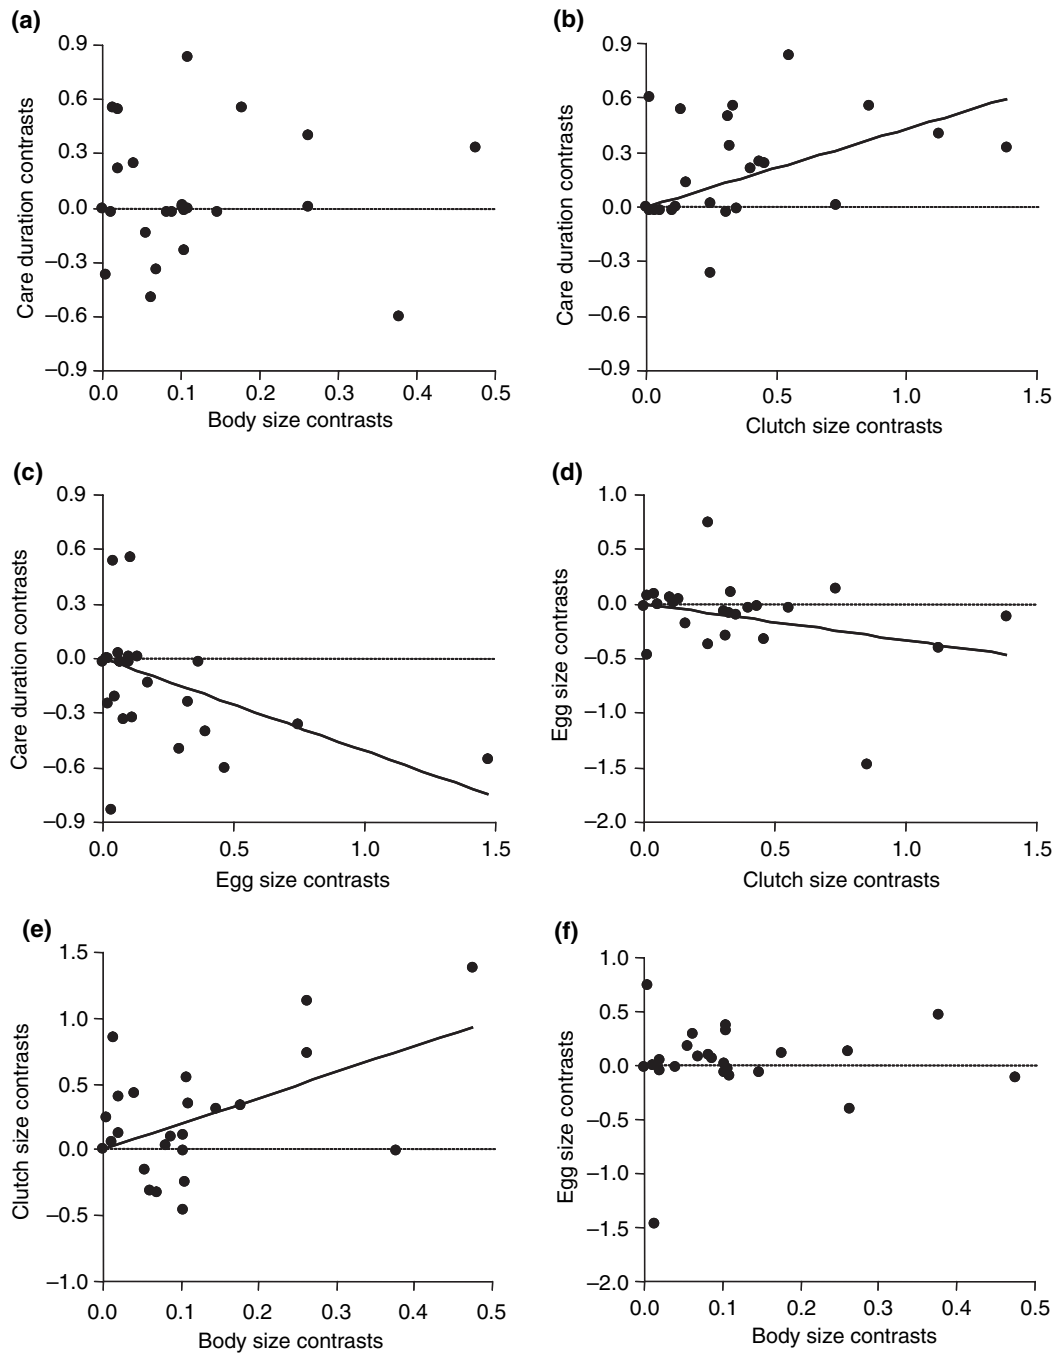 (a)
0.9
0.6
0.3
0.0
–0.3
–0.6
–0.9
Care duration contrasts
0.0 0.1 0.2 0.3 0.4 0.5
Body size contrasts
(b)
0.9
0.6
0.3
0.0
–0.3
–0.6
–0.9
Care duration contrasts
0.0 0.5 1.0 1.5
Clutch size contrasts
(c)
0.9
0.6
0.3
0.0
–0.3
–0.6
–0.9
Care duration contrasts
0.0 0.5 1.0 1.5
Egg size contrasts
(d)
1.0
0.5
0.0
–0.5
–1.0
–1.5
–2.0
Egg size contrasts
0.0 0.5 1.0 1.5
Clutch size contrasts
(e)
1.5
1.0
0.5
0.0
–0.5
–1.0
Clutch size contrasts
0.0 0.1 0.2 0.3 0.4 0.5
Body size contrasts
(f)
1.0
0.5
0.0
–0.5
–1.0
–1.5
–2.0
Egg size contrasts
0.0 0.1 0.2 0.3 0.4 0.5
Body size contrasts